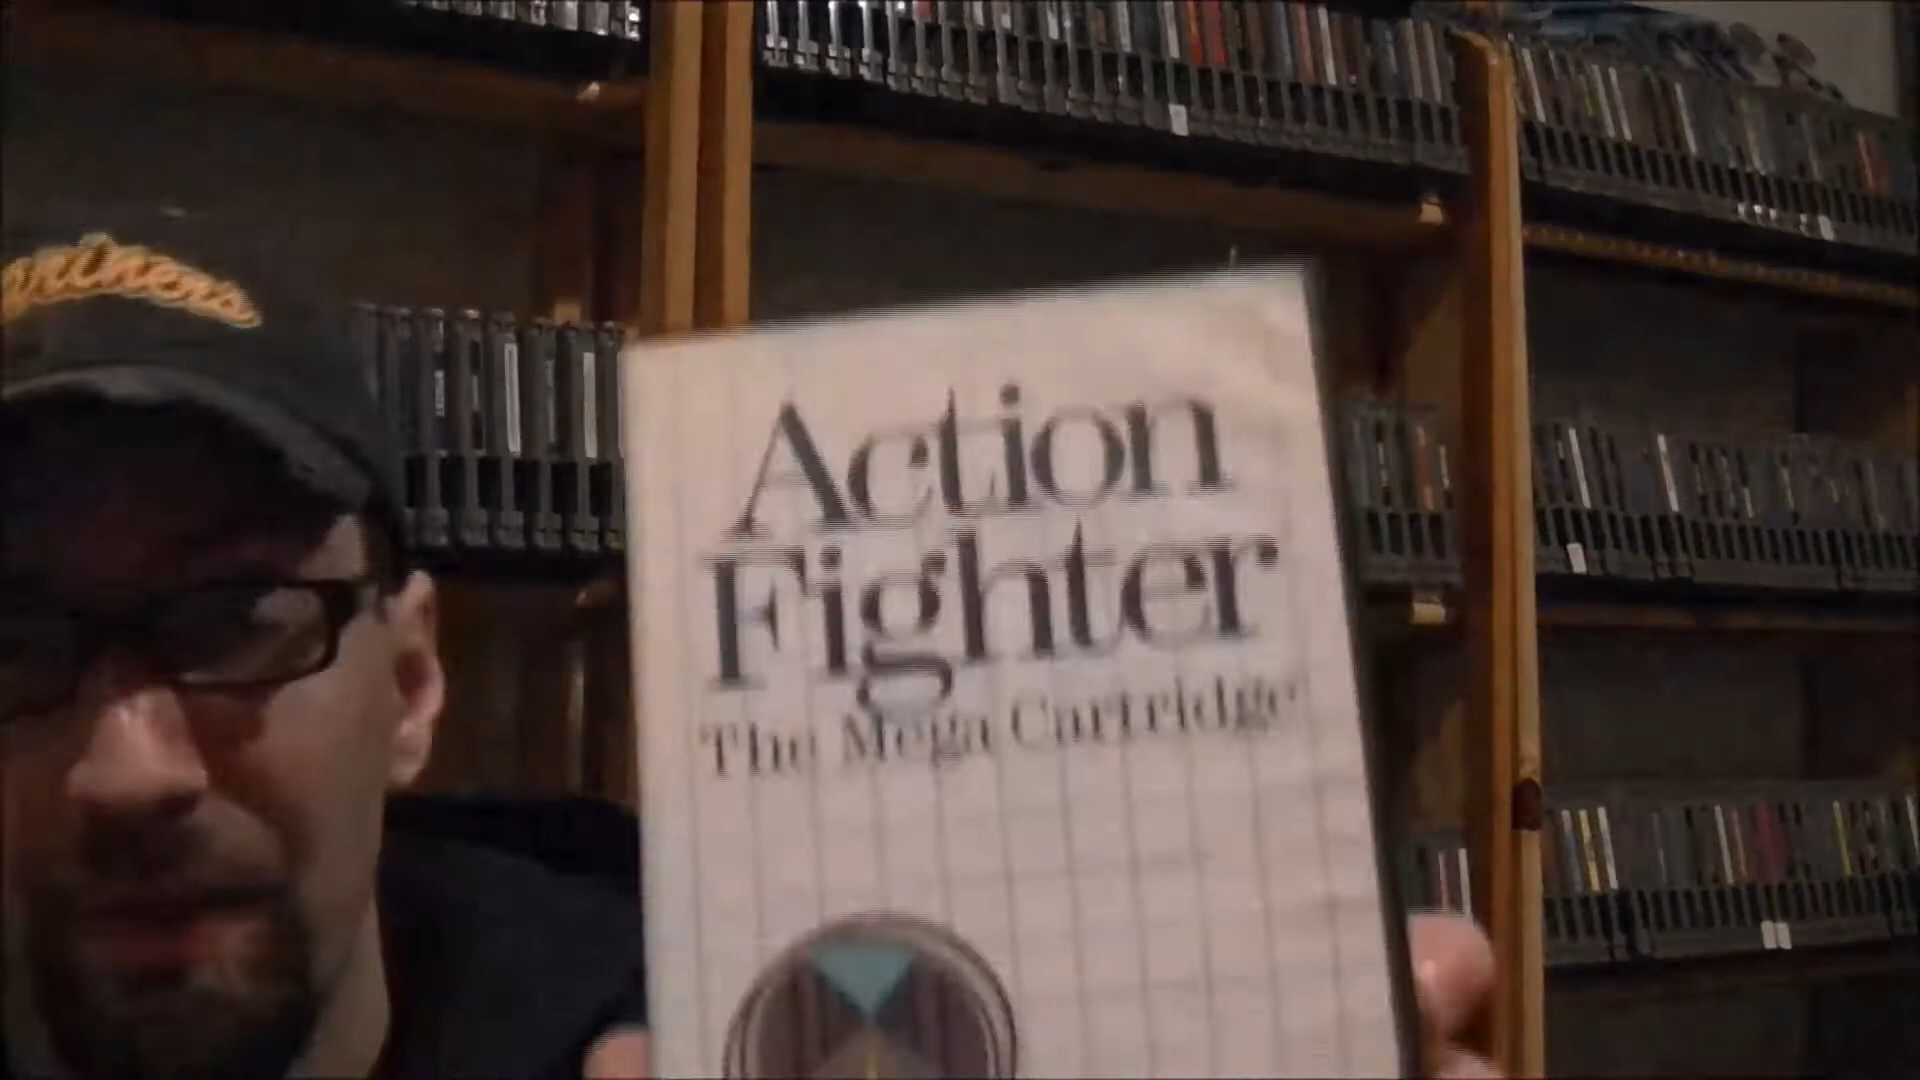 Action
Fighter
The Mega Cartridge